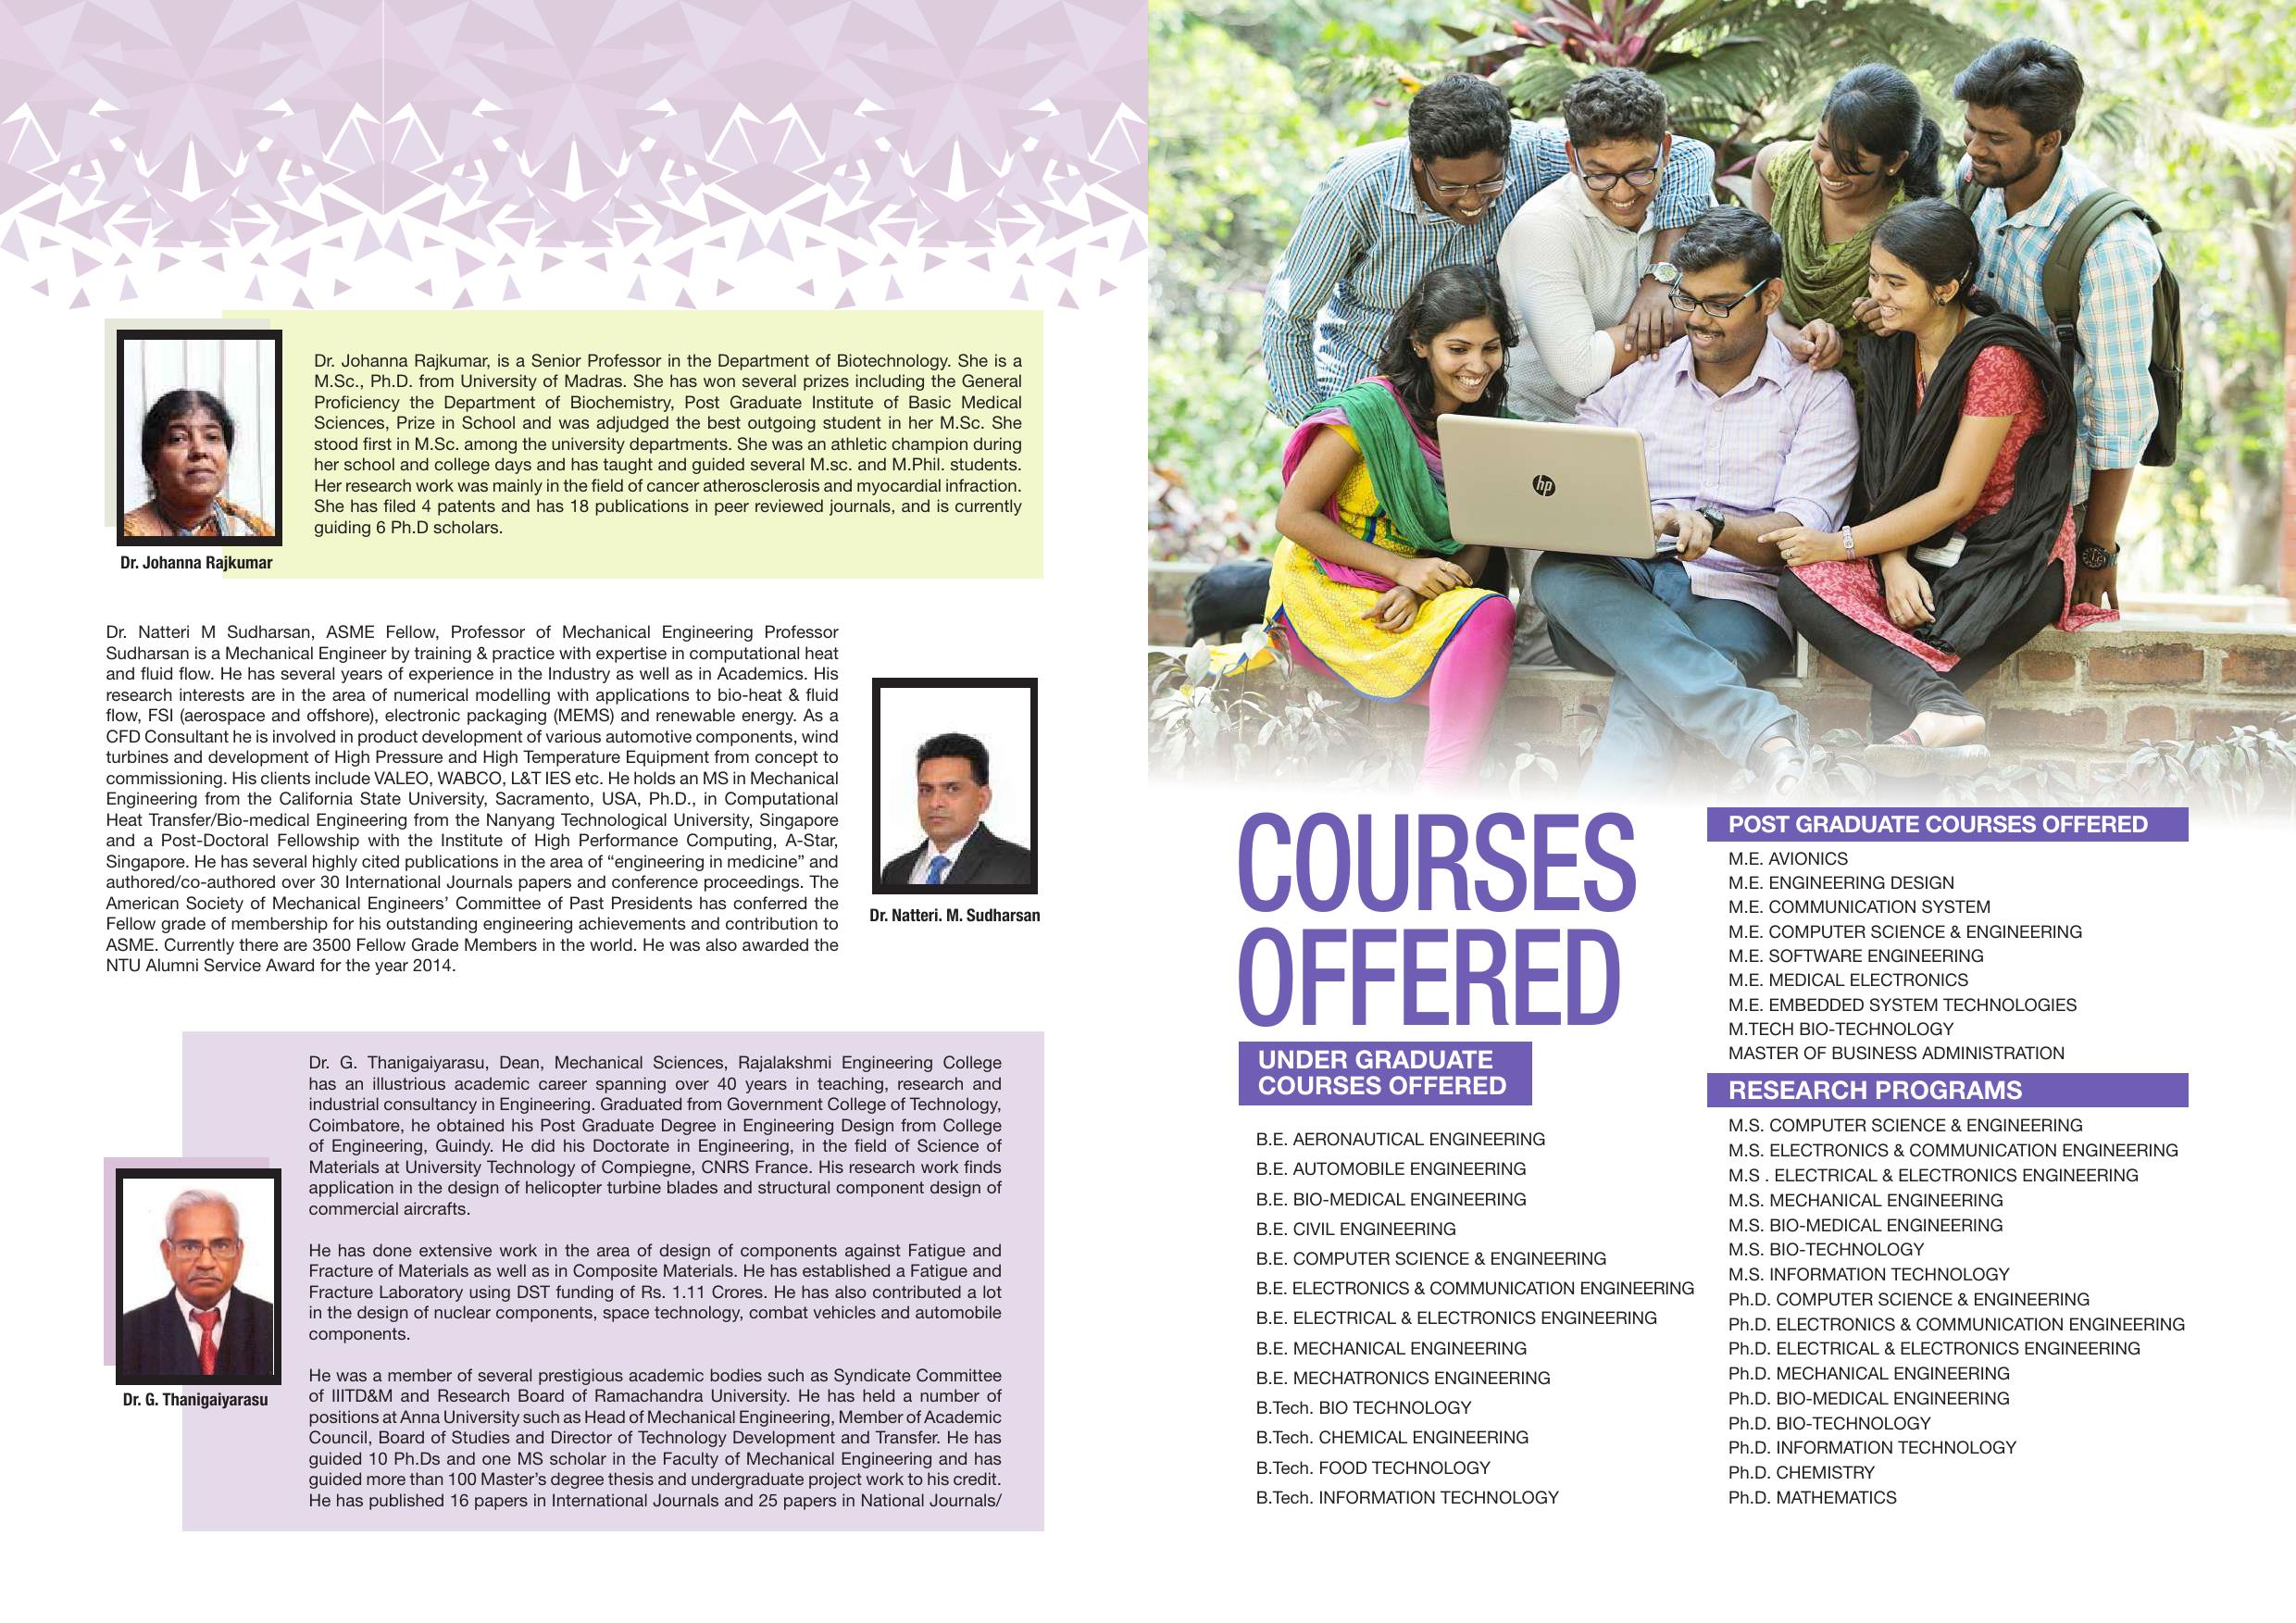 Dr. Johanna Rajkumar, is a Senior Professor in the Department of Biotechnology. She is a
M.Sc., Ph.D. from University of Madras. She has won several prizes including the General
Proficiency the Department of Biochemistry, Post Graduate Institute of Basic Medical
Sciences, Prize in School and was adjudged the best outgoing student in her M.Sc. She
stood first in M.Sc. among the university departments. She was an athletic champion during
her school and college days and has taught and guided several M.sc. and M.Phil. students.
Her research work was mainly in the field of cancer atherosclerosis and myocardial infraction.
She has filed 4 patents and has 18 publications in peer reviewed journals, and is currently
guiding 6 Ph.D scholars.
Dr. Johanna Rajkumar
Dr. Natteri M Sudharsan, ASME Fellow, Professor of Mechanical Engineering Professor
Sudharsan is a Mechanical Engineer by training & practice with expertise in computational heat
and fluid flow. He has several years of experience in the Industry as well as in Academics. His
research interests are in the area of numerical modelling with applications to bio-heat & fluid
flow, FSI (aerospace and offshore), electronic packaging (MEMS) and renewable energy. As a
CFD Consultant he is involved in product development of various automotive components, wind
turbines and development of High Pressure and High Temperature Equipment from concept to
commissioning. His clients include VALEO, WABCO, L&T IES etc. He holds an MS in Mechanical
Engineering from the California State University, Sacramento, USA, Ph.D., in Computational
Heat Transfer/Bio-medical Engineering from the Nanyang Technological University, Singapore
and a Post-Doctoral Fellowship with the Institute of High Performance Computing, A-Star,
Singapore. He has several highly cited publications in the area of “engineering in medicine” and
authored/co-authored over 30 International Journals papers and conference proceedings. The
American Society of Mechanical Engineers’ Committee of Past Presidents has conferred the
Fellow grade of membership for his outstanding engineering achievements and contribution to
ASME. Currently there are 3500 Fellow Grade Members in the world. He was also awarded the
NTU Alumni Service Award for the year 2014.
Dr. Natteri. M. Sudharsan
Dr. G. Thanigaiyarasu, Dean, Mechanical Sciences, Rajalakshmi Engineering College
has an illustrious academic career spanning over 40 years in teaching, research and
industrial consultancy in Engineering. Graduated from Government College of Technology,
Coimbatore, he obtained his Post Graduate Degree in Engineering Design from College
of Engineering, Guindy. He did his Doctorate in Engineering, in the field of Science of
Materials at University Technology of Compiegne, CNRS France. His research work finds
application in the design of helicopter turbine blades and structural component design of
commercial aircrafts.
He has done extensive work in the area of design of components against Fatigue and
Fracture of Materials as well as in Composite Materials. He has established a Fatigue and
Fracture Laboratory using DST funding of Rs. 1.11 Crores. He has also contributed a lot
in the design of nuclear components, space technology, combat vehicles and automobile
components.
He was a member of several prestigious academic bodies such as Syndicate Committee
of IIITD&M and Research Board of Ramachandra University. He has held a number of
positions at Anna University such as Head of Mechanical Engineering, Member of Academic
Council, Board of Studies and Director of Technology Development and Transfer. He has
guided 10 Ph.Ds and one MS scholar in the Faculty of Mechanical Engineering and has
guided more than 100 Master’s degree thesis and undergraduate project work to his credit.
He has published 16 papers in International Journals and 25 papers in National Journals/
Dr. G. Thanigaiyarasu
hp
COURSES
OFFERED
UNDER GRADUATE
COURSES OFFERED
B.E. AERONAUTICAL ENGINEERING
B.E. AUTOMOBILE ENGINEERING
B.E. BIO-MEDICAL ENGINEERING
B.E. CIVIL ENGINEERING
B.E. COMPUTER SCIENCE & ENGINEERING
B.E. ELECTRONICS & COMMUNICATION ENGINEERING
B.E. ELECTRICAL & ELECTRONICS ENGINEERING
B.E. MECHANICAL ENGINEERING
B.E. MECHATRONICS ENGINEERING
B.Tech. BIO TECHNOLOGY
B.Tech. CHEMICAL ENGINEERING
B.Tech. FOOD TECHNOLOGY
B.Tech. INFORMATION TECHNOLOGY
POST GRADUATE COURSES OFFERED
M.E. AVIONICS
M.E. ENGINEERING DESIGN
M.E. COMMUNICATION SYSTEM
M.E. COMPUTER SCIENCE & ENGINEERING
M.E. SOFTWARE ENGINEERING
M.E. MEDICAL ELECTRONICS
M.E. EMBEDDED SYSTEM TECHNOLOGIES
M.TECH BIO-TECHNOLOGY
MASTER OF BUSINESS ADMINISTRATION
RESEARCH PROGRAMS
M.S. COMPUTER SCIENCE & ENGINEERING
M.S. ELECTRONICS & COMMUNICATION ENGINEERING
M.S . ELECTRICAL & ELECTRONICS ENGINEERING
M.S. MECHANICAL ENGINEERING
M.S. BIO-MEDICAL ENGINEERING
M.S. BIO-TECHNOLOGY
M.S. INFORMATION TECHNOLOGY
Ph.D. COMPUTER SCIENCE & ENGINEERING
Ph.D. ELECTRONICS & COMMUNICATION ENGINEERING
Ph.D. ELECTRICAL & ELECTRONICS ENGINEERING
Ph.D. MECHANICAL ENGINEERING
Ph.D. BIO-MEDICAL ENGINEERING
Ph.D. BIO-TECHNOLOGY
Ph.D. INFORMATION TECHNOLOGY
Ph.D. CHEMISTRY
Ph.D. MATHEMATICS